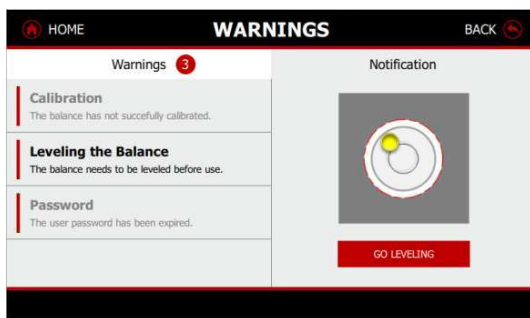 HOME WARNINGS BACK
Warnings 3 Notification
Calibration
The balance has not succefully calibrated.
Leveling the Balance
The balance needs to be leveled before use.
Password
The user password has been expired.
GO LEVELING